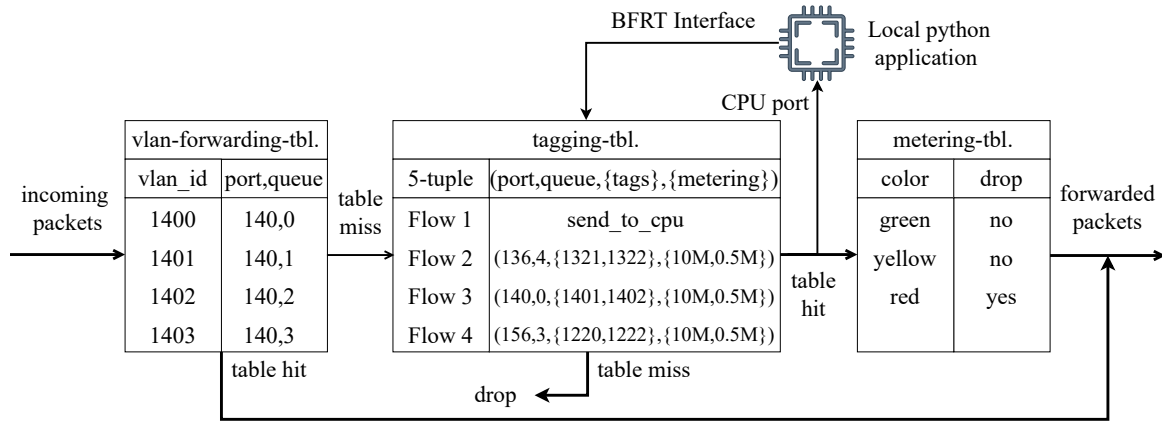 BFRT Interface
Local python
application
CPU port
incoming
packets
vlan-forwarding-tbl.
vlan_id port,queue
1400 140,0
1401 140,1
1402 140,2
1403 140,3
table hit
table
miss
tagging-tbl.
5-tuple (port,queue,{tags},{metering})
Flow 1 send_to_cpu
Flow 2 (136,4,{1321,1322},{10M,0.5M})
Flow 3 (140,0,{1401,1402},{10M,0.5M})
Flow 4 (156,3,{1220,1222},{10M,0.5M})
table miss
drop
table
hit
metering-tbl.
color drop
green no
yellow no
red yes
forwarded
packets